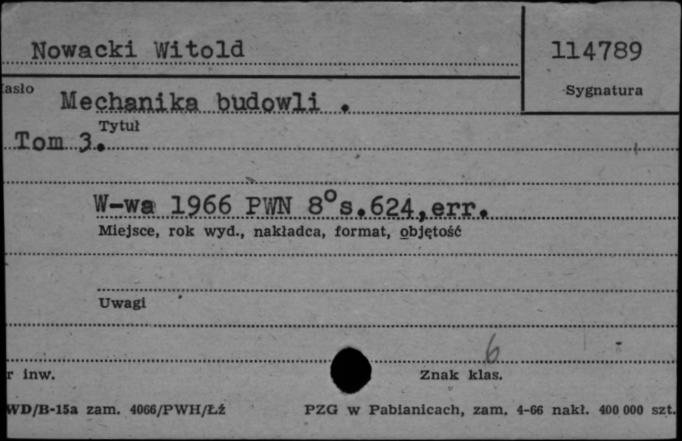 Nowacki Witold
114789
asło
Sygnatura
Mechanika budowli .
Tytuł
Tom 3.
W-wa 1966 PWN 8° s.624,err.
Miejsce, rok wyd., nakładca, format, objętość
Uwagi
6
r inw.
Znak klas.
WD/B-15a zam. 4066/PWH/Łź
PZG w Pabianicach, zam. 4-66 nakł. 400 000 szt.